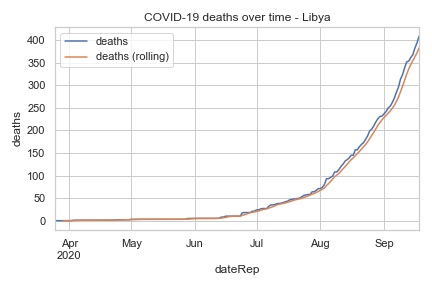 COVID-19 deaths over time - Libya
deaths
deaths (rolling)
deaths
400
350
300
250
200
150
100
50
0
Apr
2020
May
Jun
Jul
Aug
Sep
dateRep